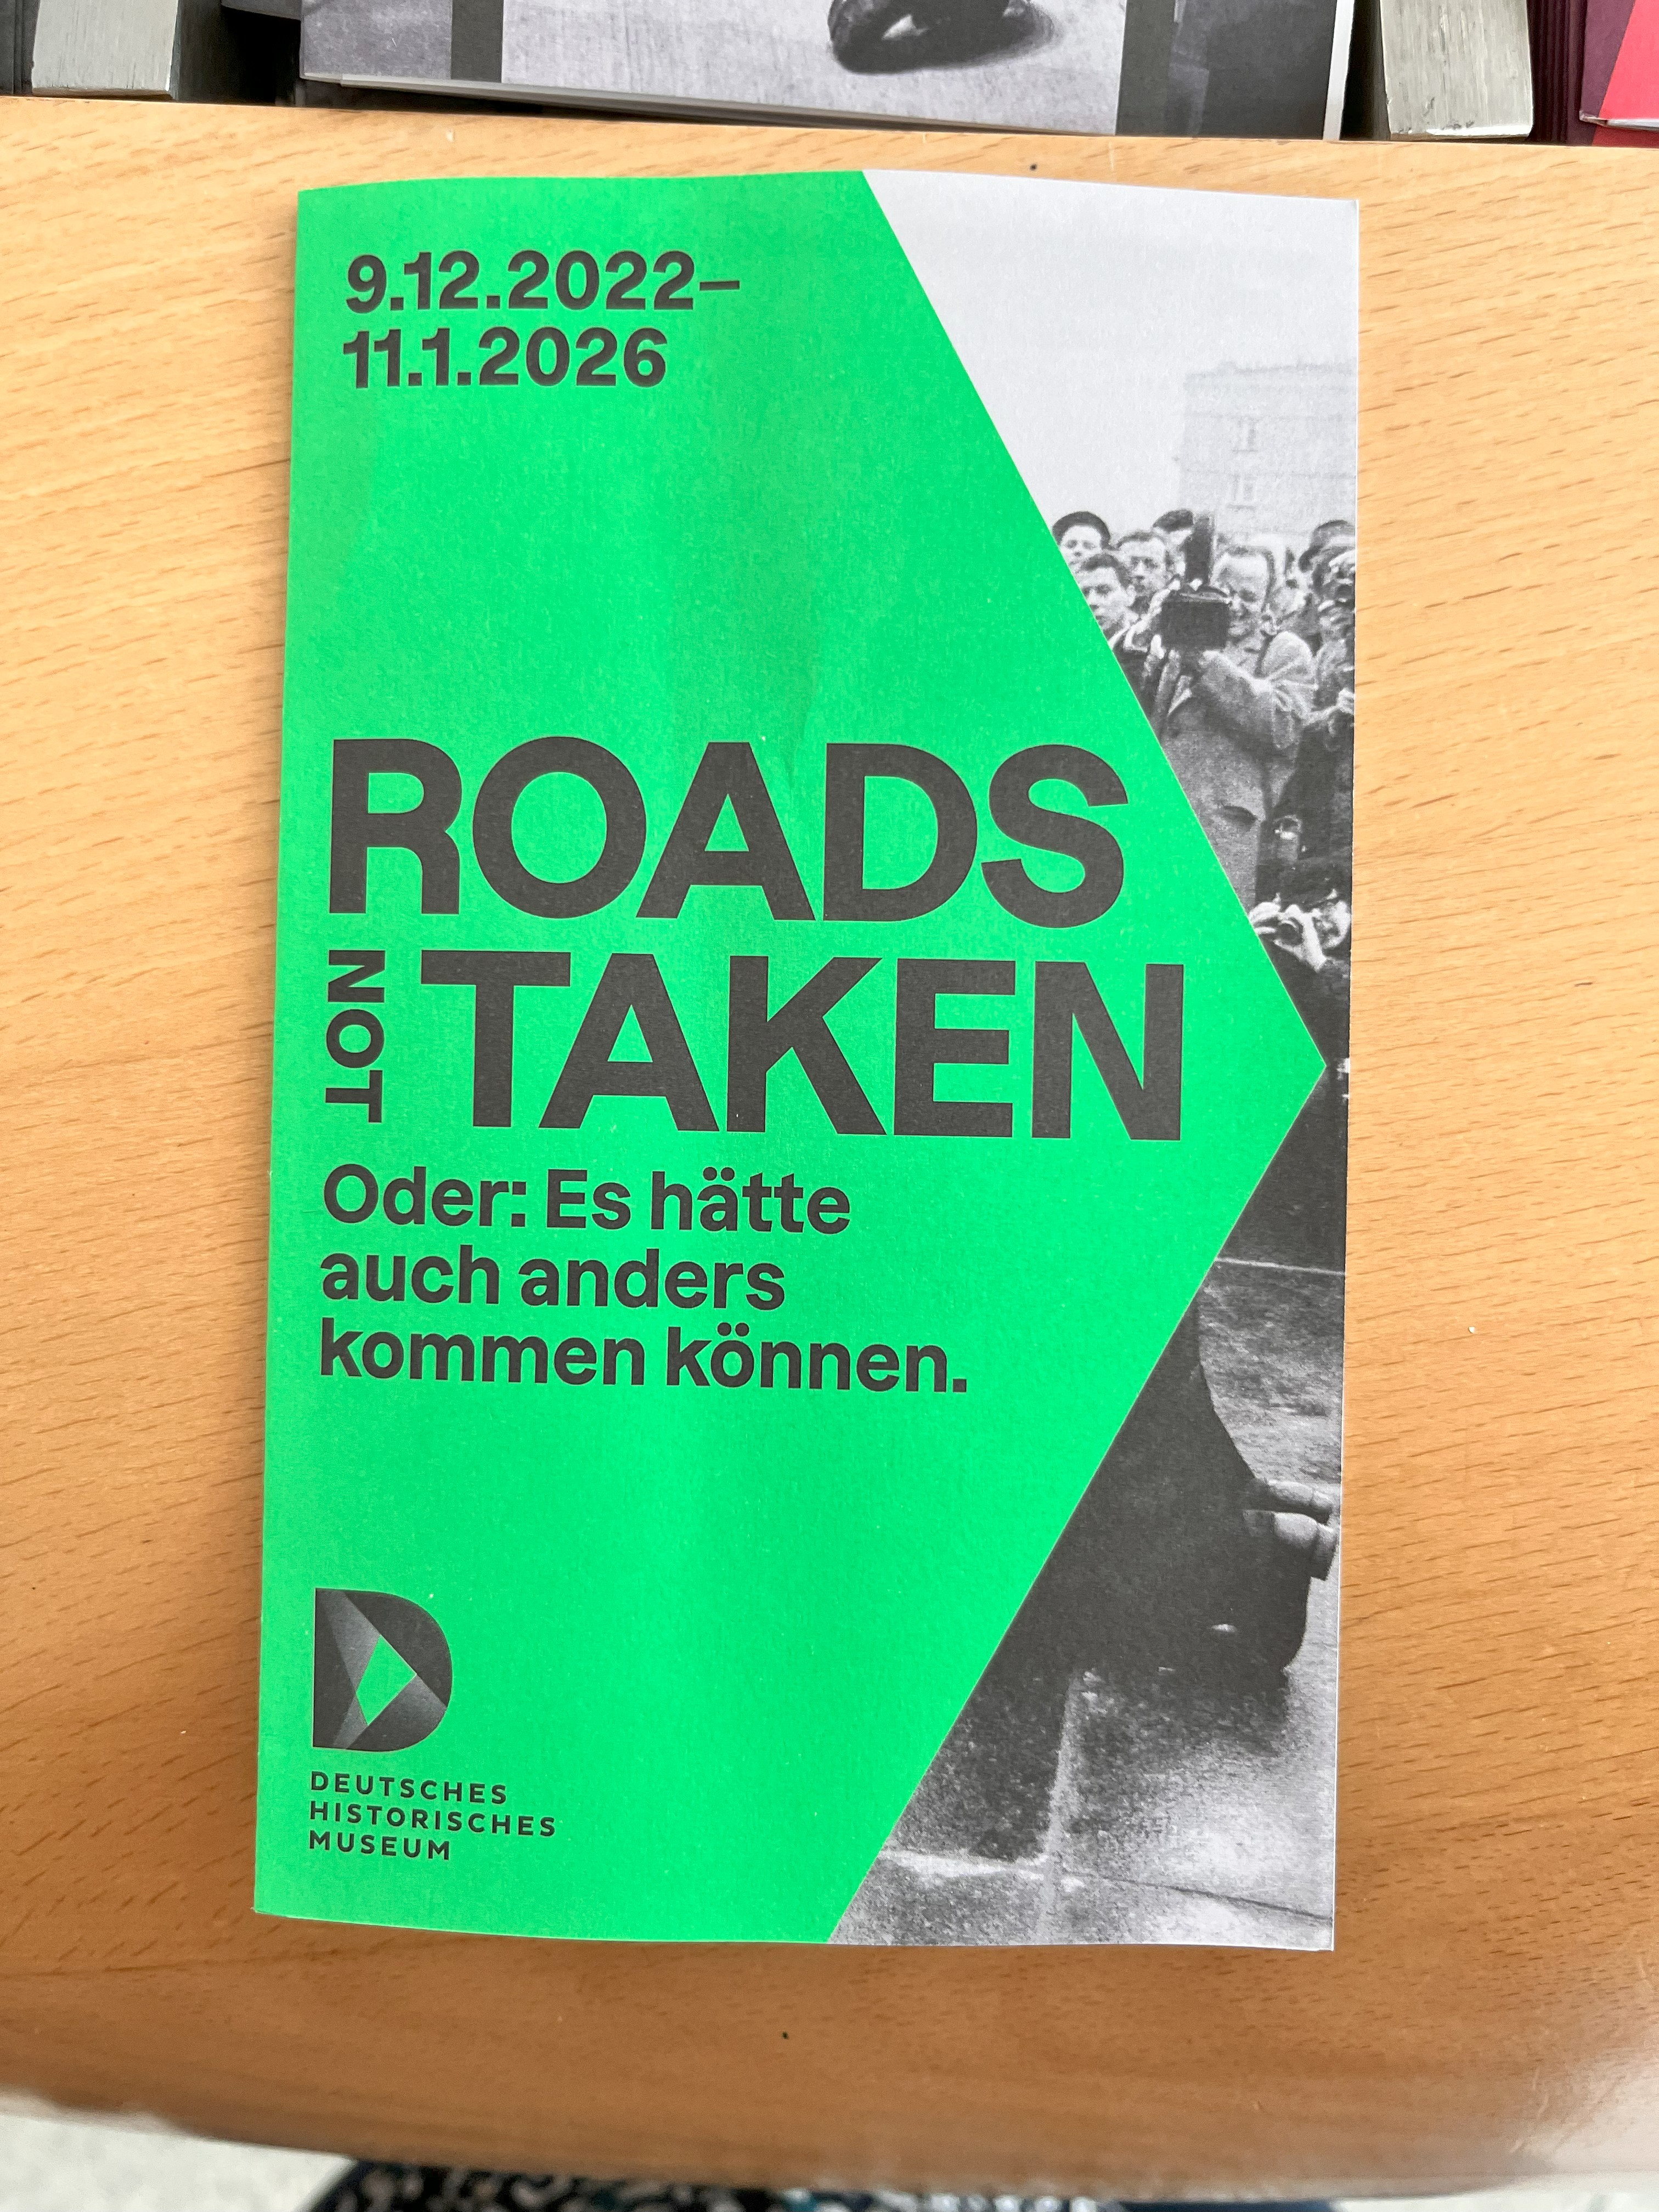 9.12.2022–
11.1.2026
ROADS
NOT TAKEN
Oder: Es hätte
auch anders
kommen können.
DEUTSCHES
HISTORISCHES
MUSEUM